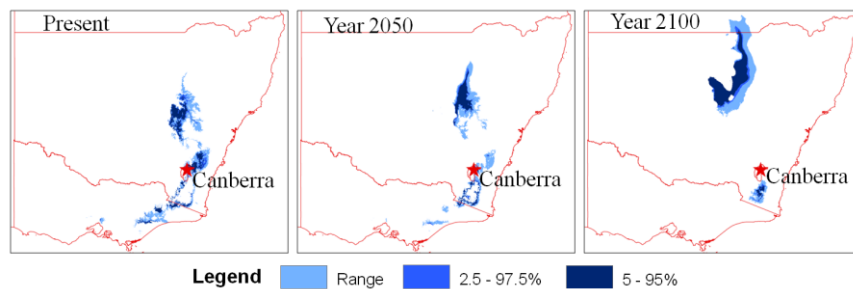 Present
Year 2050
Year 2100
Canberra
Canberra
Canberra
Legend Range 2.5 - 97.5% 5 - 95%